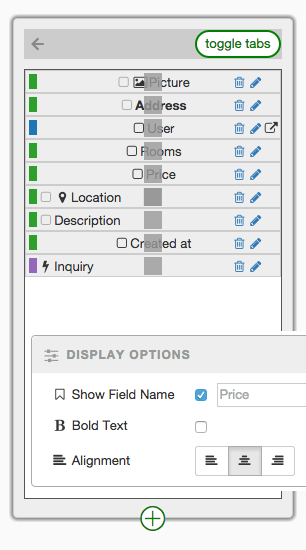 toggle tabs
Picture
Address
User
Rooms
Price
Location
Description
Created at
Inquiry
DISPLAY OPTIONS
Show Field Name Price
B Bold Text
Alignment